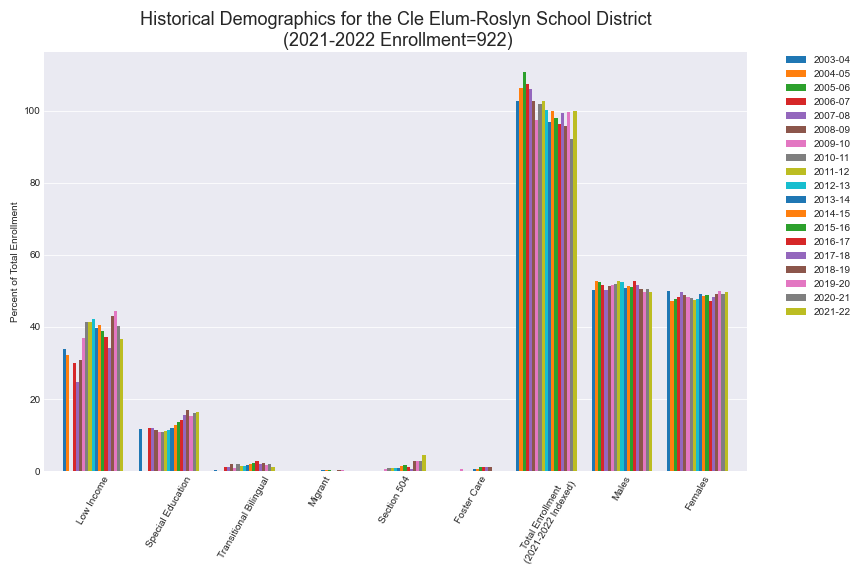 Historical Demographics for the Cle Elum-Roslyn School District
(2021-2022 Enrollment=922)
Percent of Total Enrollment
100
80
60
40
20
0
Low Income
Special Education
Transitional Bilingual
Migrant
Section 504
Foster Care
Total Enrollment
(2021-2022 Indexed)
Males
Females
2003-04
2004-05
2005-06
2006-07
2007-08
2008-09
2009-10
2010-11
2011-12
2012-13
2013-14
2014-15
2015-16
2016-17
2017-18
2018-19
2019-20
2020-21
2021-22